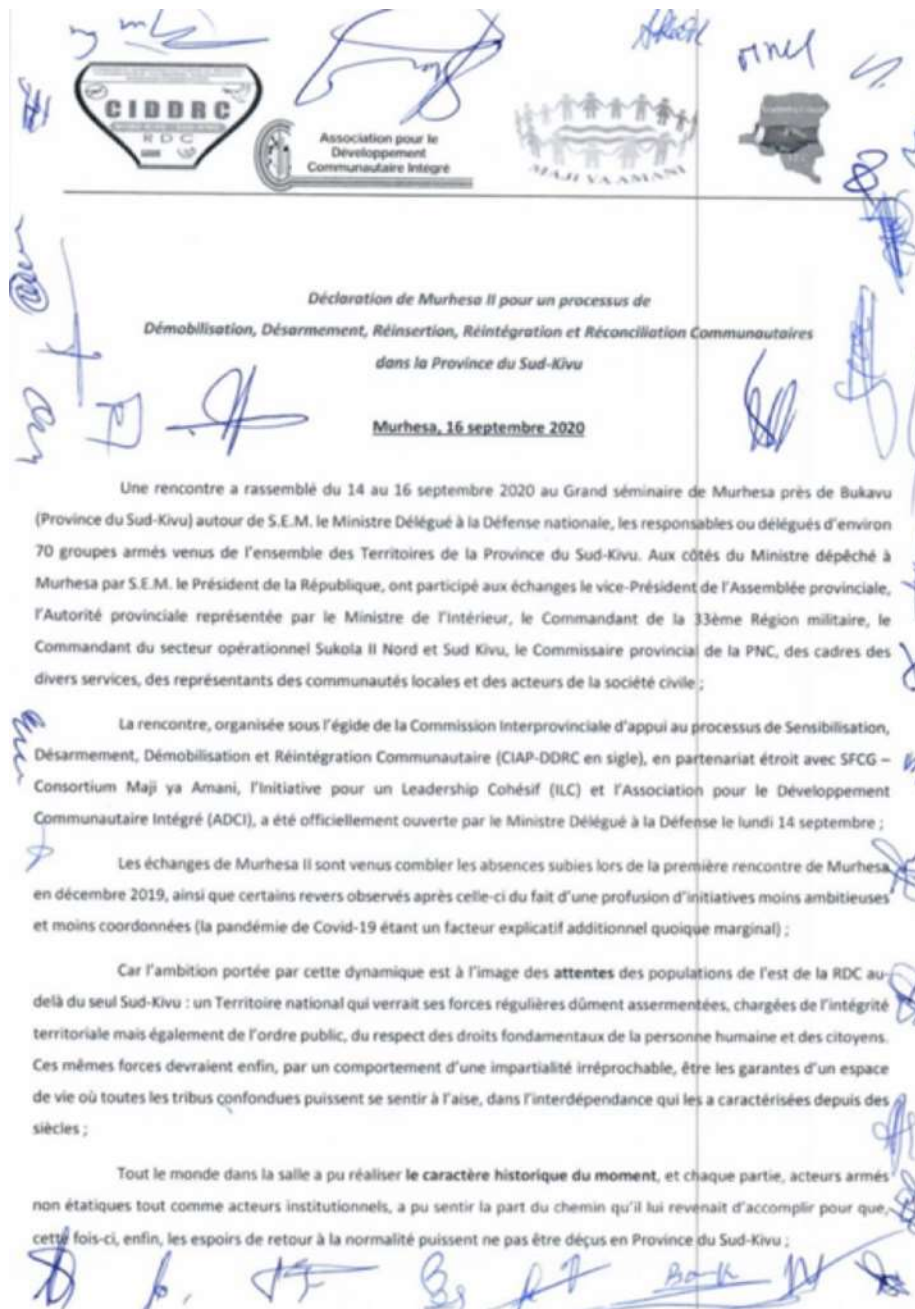 CIDDRC
RDC
Association pour le
Développement
Communautaire Intégré
MAJI YA AMANI
Déclaration de Murhesa II pour un processus de
Démobilisation, Désarmement, Réinsertion, Réintégration et Réconciliation Communautaires
dans la Province du Sud-Kivu
Murhesa, 16 septembre 2020
Une rencontre a rassemblé du 14 au 16 septembre 2020 au Grand séminaire de Murhesa près de Bukavu
(Province du Sud-Kivu) autour de S.E.M. le Ministre Délégué à la Défense nationale, les responsables ou délégués d'environ
70 groupes armés venus de l'ensemble des Territoires de la Province du Sud-Kivu. Aux côtés du Ministre dépêché à
Murhesa par S.E.M. le Président de la République, ont participé aux échanges le vice-Président de l'Assemblée provinciale,
l'Autorité provinciale représentée par le Ministre de l'Intérieur, le Commandant de la 33ème Région militaire, le
Commandant du secteur opérationnel Sukola II Nord et Sud Kivu, le Commissaire provincial de la PNC, des cadres des
divers services, des représentants des communautés locales et des acteurs de la société civile ;
La rencontre, organisée sous l'égide de la Commission Interprovinciale d'appui au processus de Sensibilisation,
Désarmement, Démobilisation et Réintégration Communautaire (CIAP-DDRC en sigle), en partenariat étroit avec SFCG –
Consortium Maji ya Amani, l'Initiative pour un Leadership Cohésif (ILC) et l'Association pour le Développement
Communautaire Intégré (ADCI), a été officiellement ouverte par le Ministre Délégué à la Défense le lundi 14 septembre ;
Les échanges de Murhesa II sont venus combler les absences subies lors de la première rencontre de Murhesa
en décembre 2019, ainsi que certains revers observés après celle-ci du fait d'une profusion d'initiatives moins ambitieuses
et moins coordonnées (la pandémie de Covid-19 étant un facteur explicatif additionnel quoique marginal) ;
Car l'ambition portée par cette dynamique est à l'image des attentes des populations de l'est de la RDC au-
delà du seul Sud-Kivu : un Territoire national qui verrait ses forces régulières dûment assermentées, chargées de l'intégrité
territoriale mais également de l'ordre public, du respect des droits fondamentaux de la personne humaine et des citoyens.
Ces mêmes forces devraient enfin, par un comportement d'une impartialité irréprochable, être les garantes d'un espace
de vie où toutes les tribus confondues puissent se sentir à l'aise, dans l'interdépendance qui les a caractérisées depuis des
siècles ;
Tout le monde dans la salle a pu réaliser le caractère historique du moment, et chaque partie, acteurs armés
non étatiques tout comme acteurs institutionnels, a pu sentir la part du chemin qu'il lui revenait d'accomplir pour que,
cette fois-ci, enfin, les espoirs de retour à la normalité puissent ne pas être déçus en Province du Sud-Kivu ;